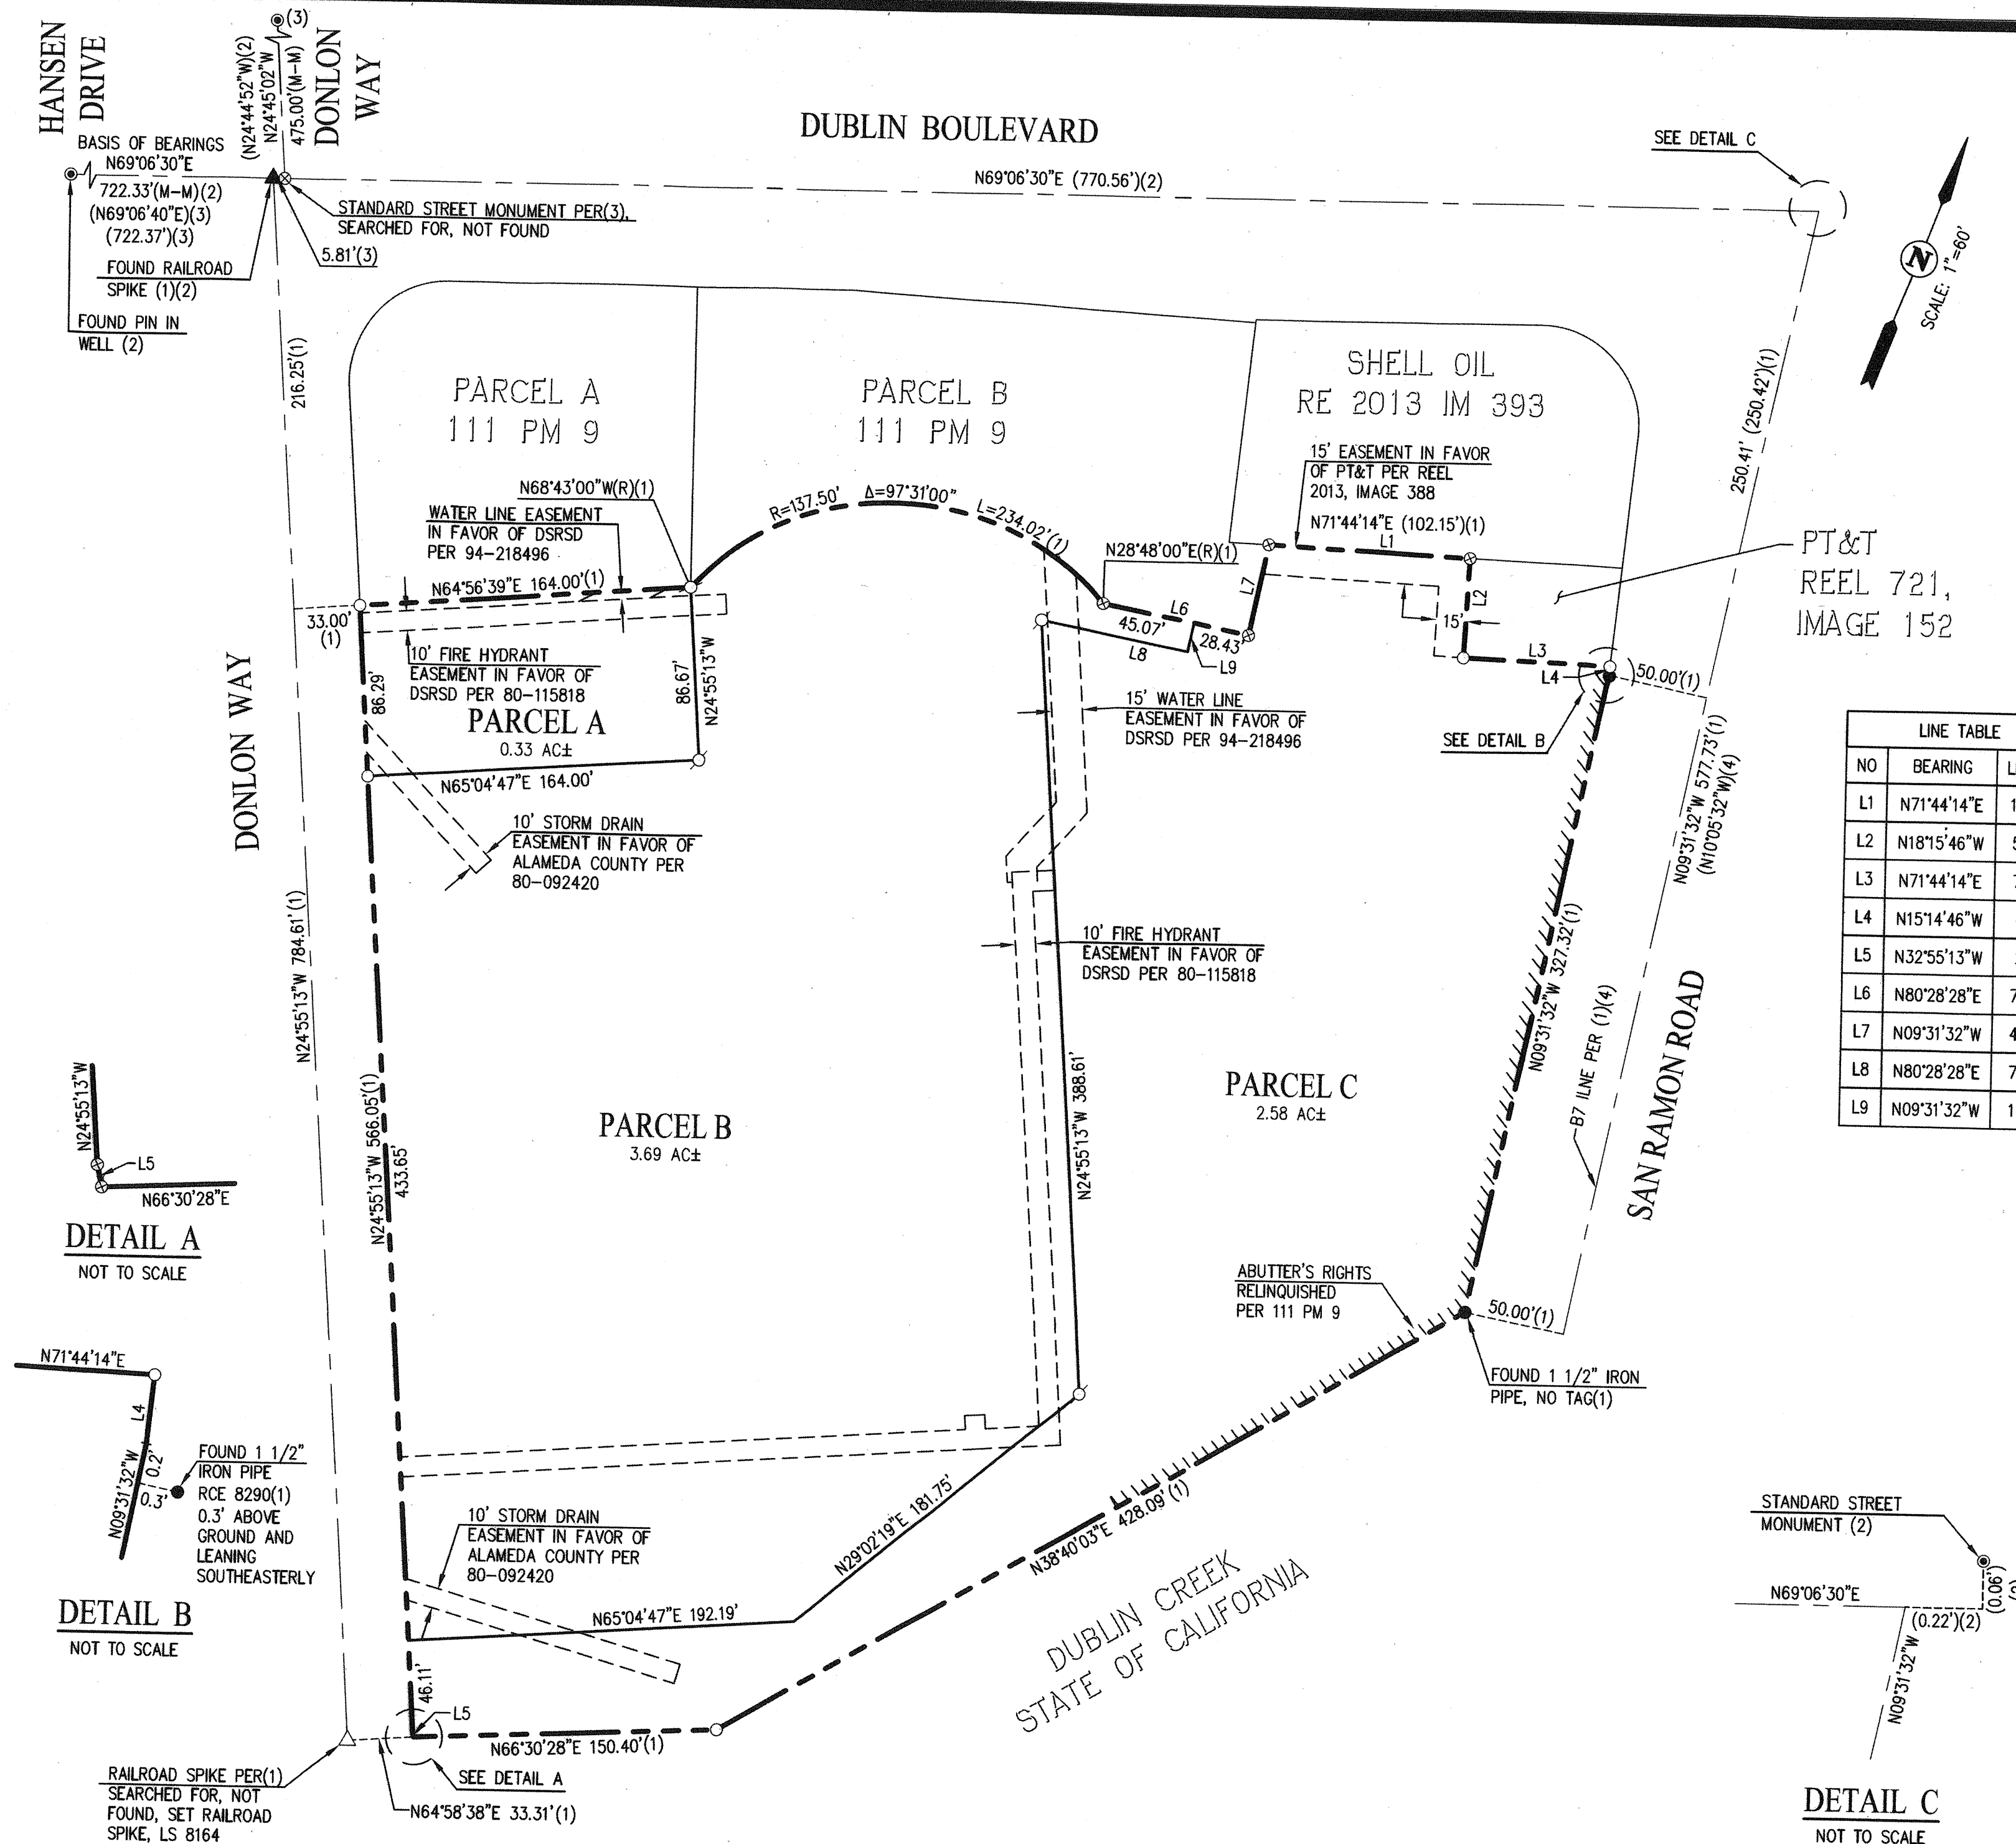 HANSEN
DRIVE
(N24°44'52"W)(2)
N24°45'02"W
475.00'(M-M)
(3)
DONLON
WAY
BASIS OF BEARINGS
N69°06'30"E
722.33'(M-M)(2)
(N69°06'40"E)(3)
(722.37')(3)
FOUND RAILROAD
SPIKE (1)(2)
FOUND PIN IN
WELL (2)
STANDARD STREET MONUMENT PER(3),
SEARCHED FOR, NOT FOUND
5.81'(3)
DUBLIN BOULEVARD
N69°06'30"E (770.56')(2)
SEE DETAIL C
N
SCALE: 1"=60'
216.25'(1)
PARCEL A
111 PM 9
PARCEL B
111 PM 9
SHELL OIL
RE 2013 IM 393
15' EASEMENT IN FAVOR
OF PT&T PER REEL
2013, IMAGE 388
N71°44'14"E (102.15')(1)
L1
250.41' (250.42')(1)
PT&T
REEL 721,
IMAGE 152
N68°43'00"W(R)(1)
WATER LINE EASEMENT
IN FAVOR OF DSRSD
PER 94-218496
R=137.50'
Δ=97°31'00"
L=234.02'(1)
N28°48'00"E(R)(1)
N64°56'39"E 164.00'(1)
33.00'
(1)
L7
L2
15'
L6
45.07'
28.43'
L8
L9
L3
L4
50.00'(1)
10' FIRE HYDRANT
EASEMENT IN FAVOR OF
DSRSD PER 80-115818
86.29'
86.67'
N24°55'13"W
PARCEL A
0.33 AC±
N65°04'47"E 164.00'
15' WATER LINE
EASEMENT IN FAVOR OF
DSRSD PER 94-218496
SEE DETAIL B
DONLON WAY
10' STORM DRAIN
EASEMENT IN FAVOR OF
ALAMEDA COUNTY PER
80-092420
N09°31'32"W 577.73'(1)
(N10°05'32"W)(4)
LINE TABLE
NO BEARING
L1 N71°44'14"E
L2 N18°15'46"W
L3 N71°44'14"E
L4 N15°14'46"W
L5 N32°55'13"W
L6 N80°28'28"E
L7 N09°31'32"W
L8 N80°28'28"E
L9 N09°31'32"W
N24°55'13"W 784.61'(1)
10' FIRE HYDRANT
EASEMENT IN FAVOR OF
DSRSD PER 80-115818
N09°31'32"W 327.32'(1)
B7 lLNE PER (1)(4)
SAN RAMON ROAD
N24°55'13"W 566.05'(1)
433.65'
PARCEL B
3.69 AC±
N24°55'13"W 388.61'
PARCEL C
2.58 AC±
N24°55'13"W
L5
N66°30'28"E
DETAIL A
NOT TO SCALE
ABUTTER'S RIGHTS
RELINQUISHED
PER 111 PM 9
50.00'(1)
FOUND 1 1/2" IRON
PIPE, NO TAG(1)
N71°44'14"E
L4
N09°31'32"W
0.2'
0.3'
FOUND 1 1/2"
IRON PIPE
RCE 8290(1)
0.3' ABOVE
GROUND AND
LEANING
SOUTHEASTERLY
DETAIL B
NOT TO SCALE
10' STORM DRAIN
EASEMENT IN FAVOR OF
ALAMEDA COUNTY PER
80-092420
N29°02'19"E 181.75'
N38°40'03"E 428.09'(1)
N65°04'47"E 192.19'
DUBLIN CREEK
STATE OF CALIFORNIA
46.11'
L5
N66°30'28"E 150.40'(1)
SEE DETAIL A
N64°58'38"E 33.31'(1)
RAILROAD SPIKE PER(1)
SEARCHED FOR, NOT
FOUND, SET RAILROAD
SPIKE, LS 8164
STANDARD STREET
MONUMENT (2)
N69°06'30"E
(0.22')(2)
(0.06')
N09°31'32"W
DETAIL C
NOT TO SCALE